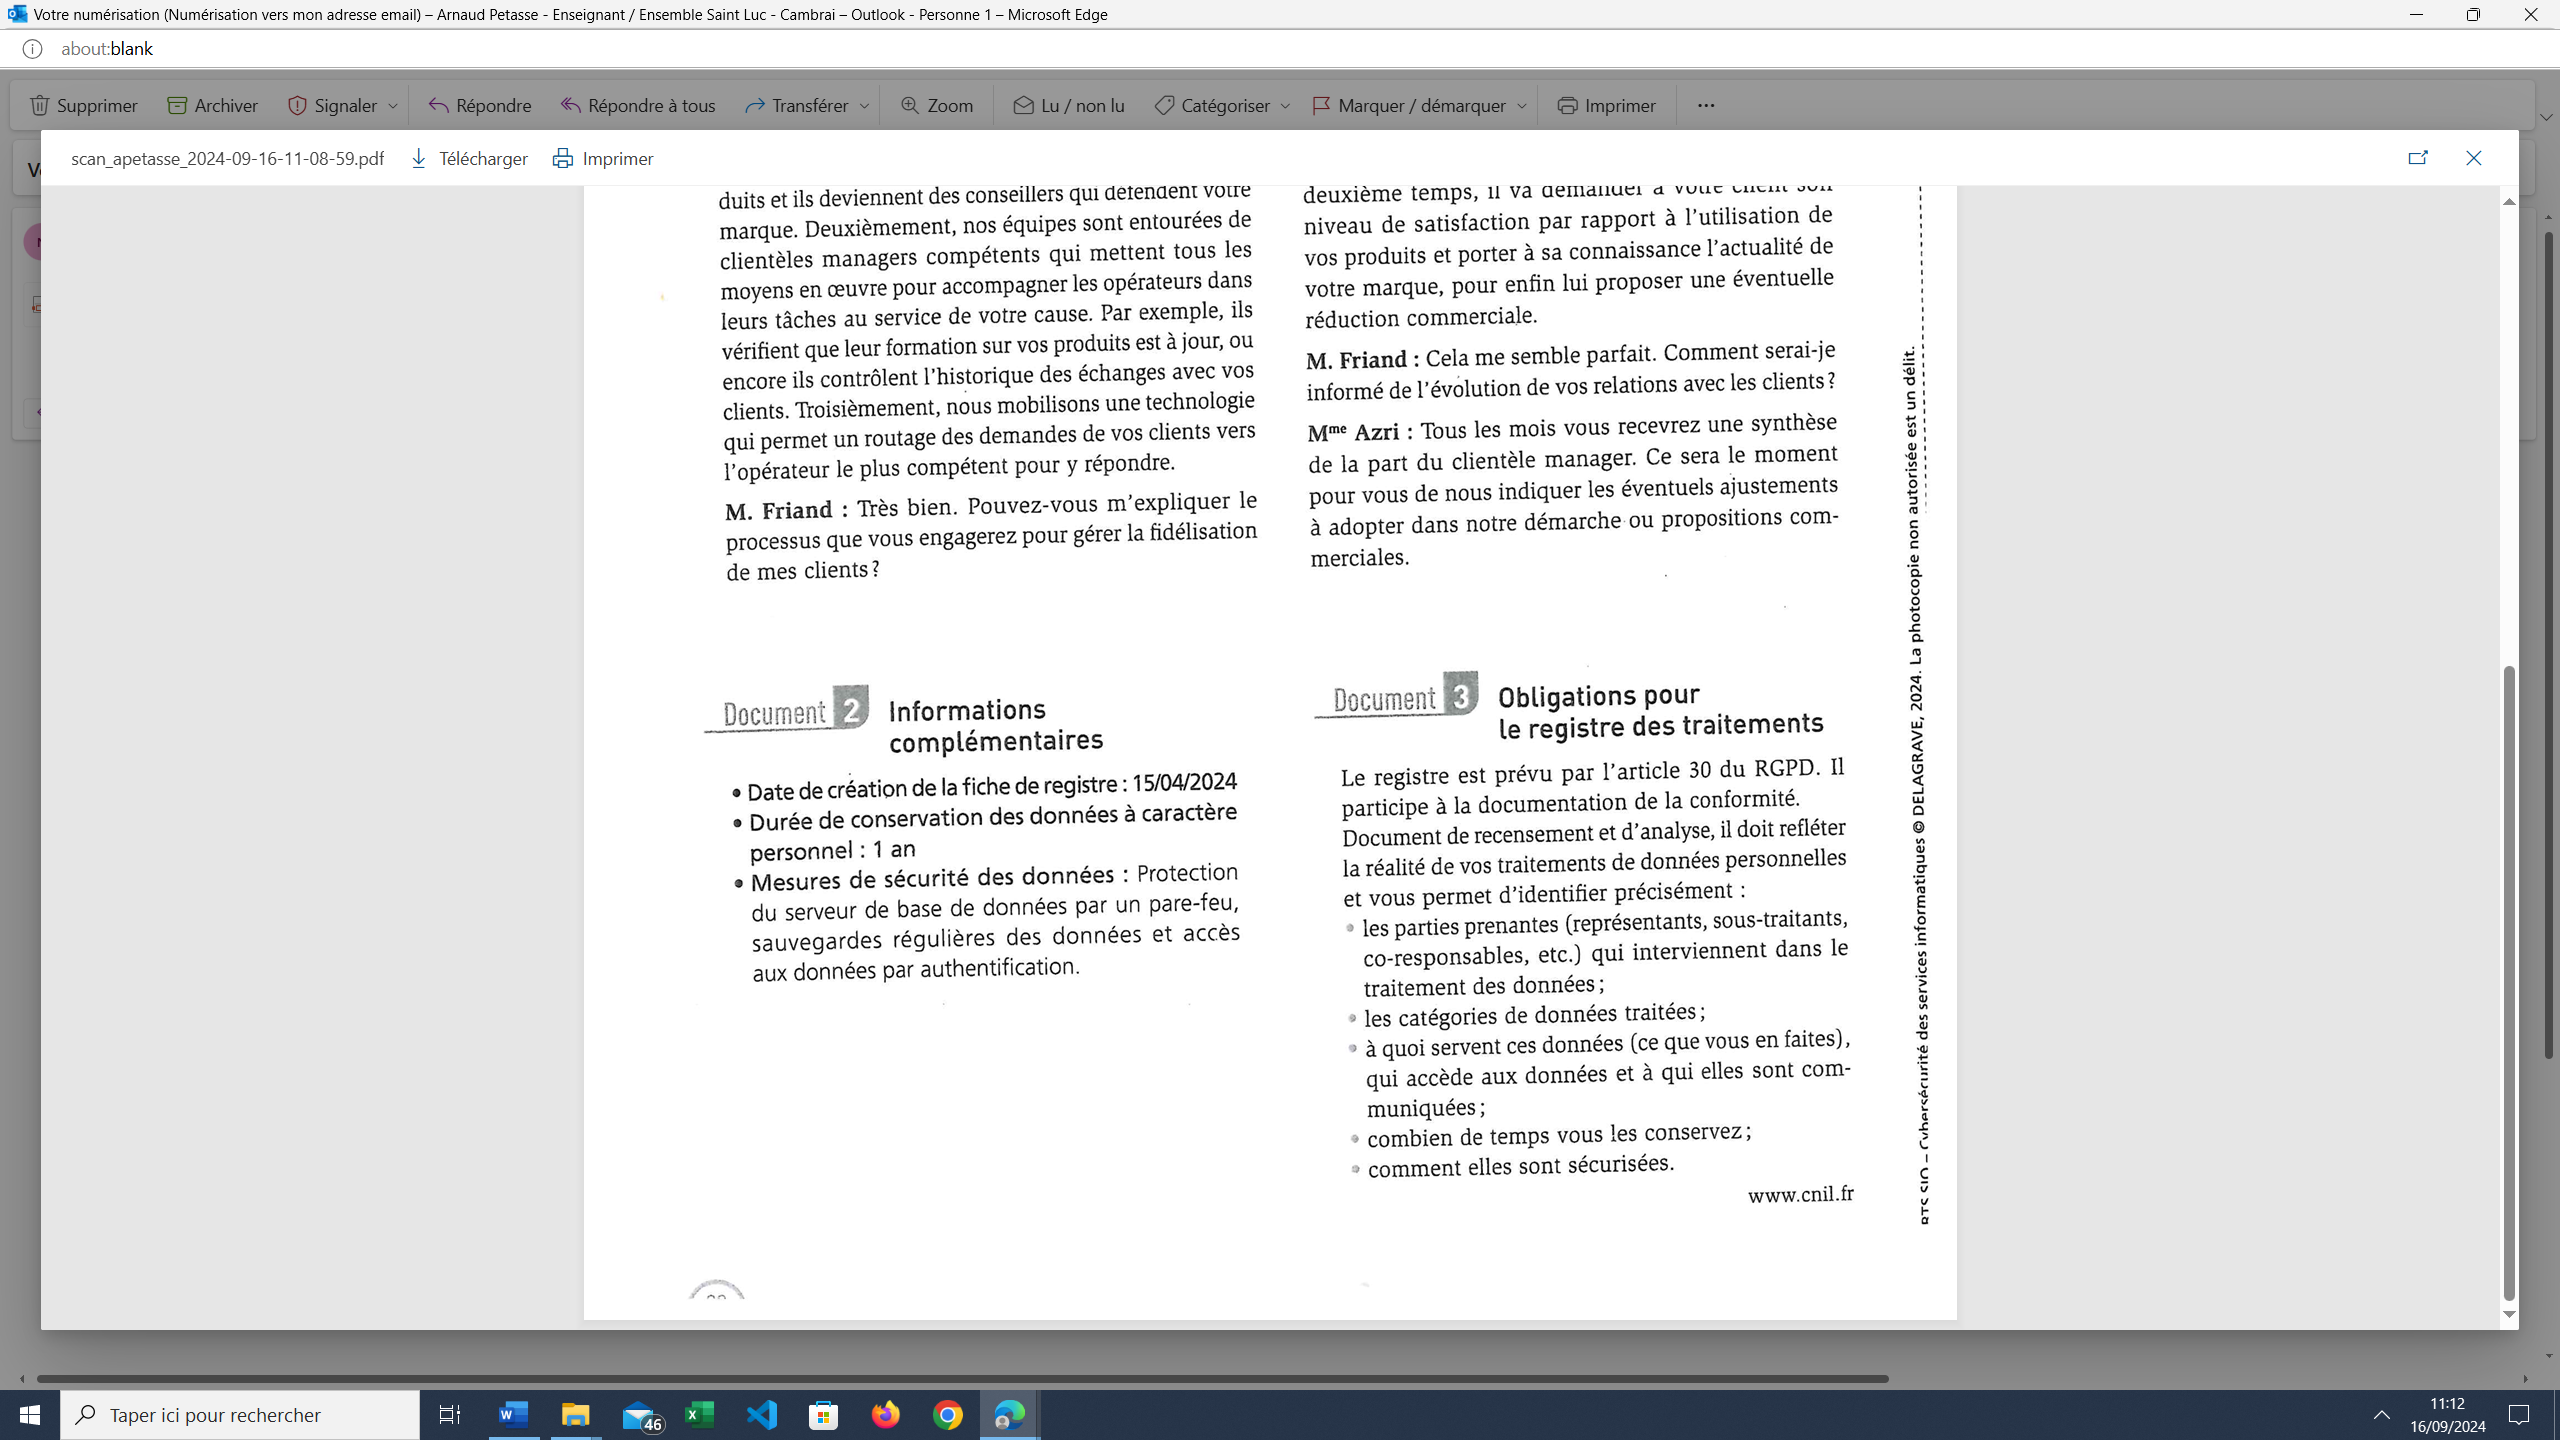 Votre numérisation (Numérisation vers mon adresse email) – Arnaud Petasse - Enseignant / Ensemble Saint Luc - Cambrai – Outlook - Personne 1 – Microsoft Edge
about:blank
Supprimer Archiver Signaler Répondre Répondre à tous Transférer Zoom Lu / non lu Catégoriser Marquer / démarquer Imprimer
scan_apetasse_2024-09-16-11-08-59.pdf Télécharger Imprimer
duits et ils deviennent des conseillers qui défendent votre
marque. Deuxièmement, nos équipes sont entourées de
clientèles managers compétents qui mettent tous les
moyens en œuvre pour accompagner les opérateurs dans
leurs tâches au service de votre cause. Par exemple, ils
vérifient que leur formation sur vos produits est à jour, ou
encore ils contrôlent l'historique des échanges avec vos
clients. Troisièmement, nous mobilisons une technologie
qui permet un routage des demandes de vos clients vers
l'opérateur le plus compétent pour y répondre.
M. Friand : Très bien. Pouvez-vous m'expliquer le
processus que vous engagerez pour gérer la fidélisation
de mes clients ?
deuxième temps, il va demander à votre client son
niveau de satisfaction par rapport à l'utilisation de
vos produits et porter à sa connaissance l'actualité de
votre marque, pour enfin lui proposer une éventuelle
réduction commerciale.
M. Friand : Cela me semble parfait. Comment serai-je
informé de l'évolution de vos relations avec les clients ?
Mme Azri : Tous les mois vous recevrez une synthèse
de la part du clientèle manager. Ce sera le moment
pour vous de nous indiquer les éventuels ajustements
à adopter dans notre démarche ou propositions com-
merciales.
Document 2 Informations
complémentaires
• Date de création de la fiche de registre : 15/04/2024
• Durée de conservation des données à caractère
personnel : 1 an
• Mesures de sécurité des données : Protection
du serveur de base de données par un pare-feu,
sauvegardes régulières des données et accès
aux données par authentification.
Document 3 Obligations pour
le registre des traitements
Le registre est prévu par l'article 30 du RGPD. Il
participe à la documentation de la conformité.
Document de recensement et d'analyse, il doit refléter
la réalité de vos traitements de données personnelles
et vous permet d'identifier précisément :
• les parties prenantes (représentants, sous-traitants,
co-responsables, etc.) qui interviennent dans le
traitement des données ;
• les catégories de données traitées ;
• à quoi servent ces données (ce que vous en faites),
qui accède aux données et à qui elles sont com-
muniquées ;
• combien de temps vous les conservez ;
• comment elles sont sécurisées.
www.cnil.fr
BTS SIO – Cybersécurité des services informatiques © DELAGRAVE, 2024. La photocopie non autorisée est un délit.
Taper ici pour rechercher
46
11:12
16/09/2024